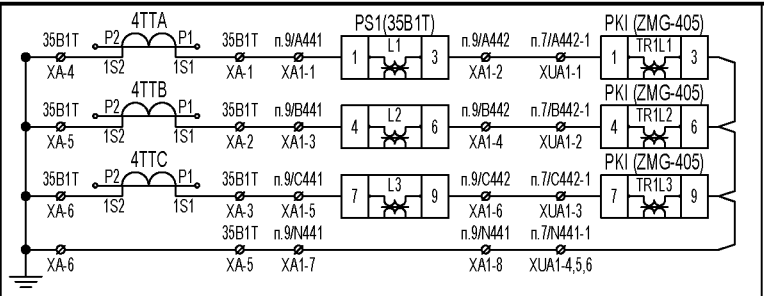 4TTA PS1(35B1T) PKI (ZMG-405)
35B1T P2 P1 35B1T п.9/A441 L1 п.9/A442 п.7/A442-1 TR1L1
1 3 1 3
XA-4 1S2 1S1 XA-1 XA1-1 XA1-2 XUA1-1
4TTB PKI (ZMG-405)
35B1T P2 P1 35B1T п.9/B441 L2 п.9/B442 п.7/B442-1 TR1L2
4 6 4 6
XA-5 1S2 1S1 XA-2 XA1-3 XA1-4 XUA1-2
4TTC PKI (ZMG-405)
35B1T P2 P1 35B1T п.9/C441 L3 п.9/C442 п.7/C442-1 TR1L3
7 9 7 9
XA-6 1S2 1S1 XA-3 XA1-5 XA1-6 XUA1-3
35B1T п.9/N441 п.9/N441 п.7/N441-1
XA-6 XA-5 XA1-7 XA1-8 XUA1-4,5,6